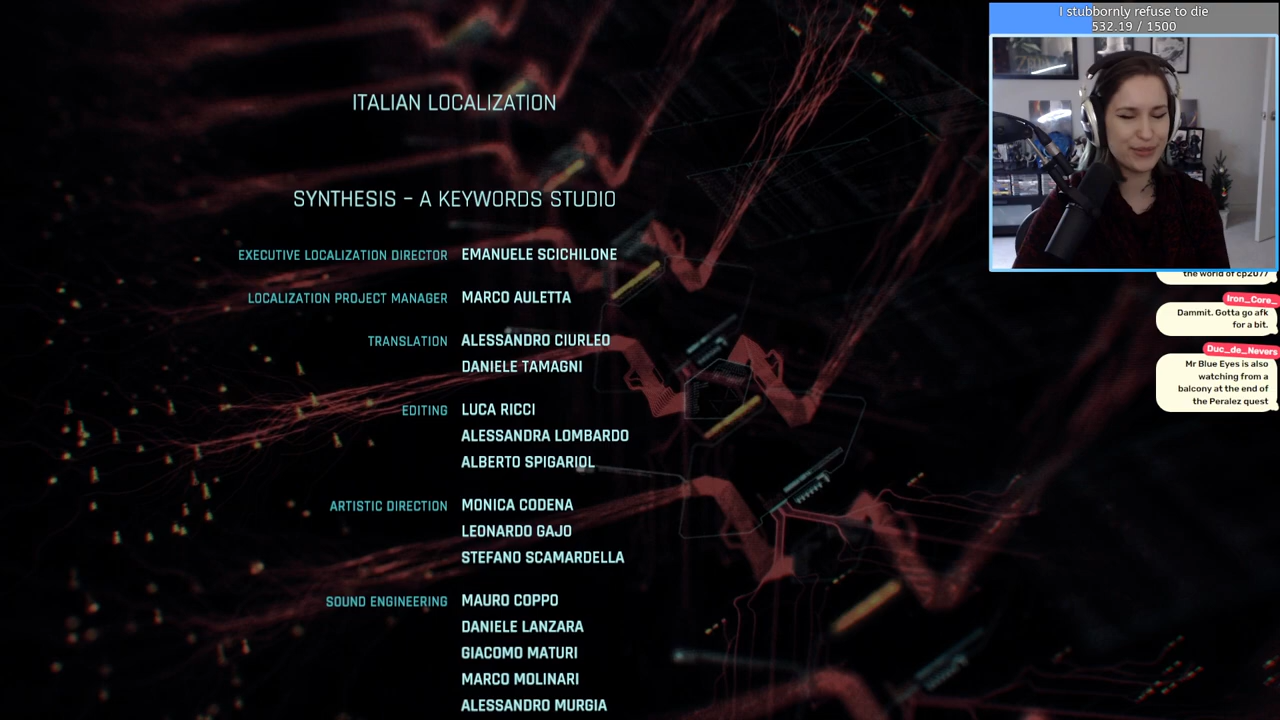 I stubbornly refuse to die
532.19 / 1500
ITALIAN LOCALIZATION
SYNTHESIS – A KEYWORDS STUDIO
EXECUTIVE LOCALIZATION DIRECTOR EMANUELE SCICHILONE
LOCALIZATION PROJECT MANAGER MARCO AULETTA
TRANSLATION ALESSANDRO CIURLEO
DANIELE TAMAGNI
EDITING LUCA RICCI
ALESSANDRA LOMBARDO
ALBERTO SPIGARIOL
ARTISTIC DIRECTION MONICA CODENA
LEONARDO GAJO
STEFANO SCAMARDELLA
SOUND ENGINEERING MAURO COPPO
DANIELE LANZARA
GIACOMO MATURI
MARCO MOLINARI
ALESSANDRO MURGIA
the world of cp2077
Iron_Core_
Dammit. Gotta go afk
for a bit.
Duc_de_Nevers
Mr Blue Eyes is also
watching from a
balcony at the end of
the Peralez quest